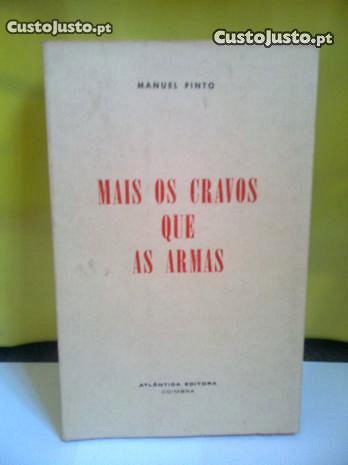 CustoJusto.pt
CustoJusto.pt
MANUEL PINTO
MAIS OS CRAVOS
QUE
AS ARMAS
ATLÂNTIDA EDITORA
COIMBRA